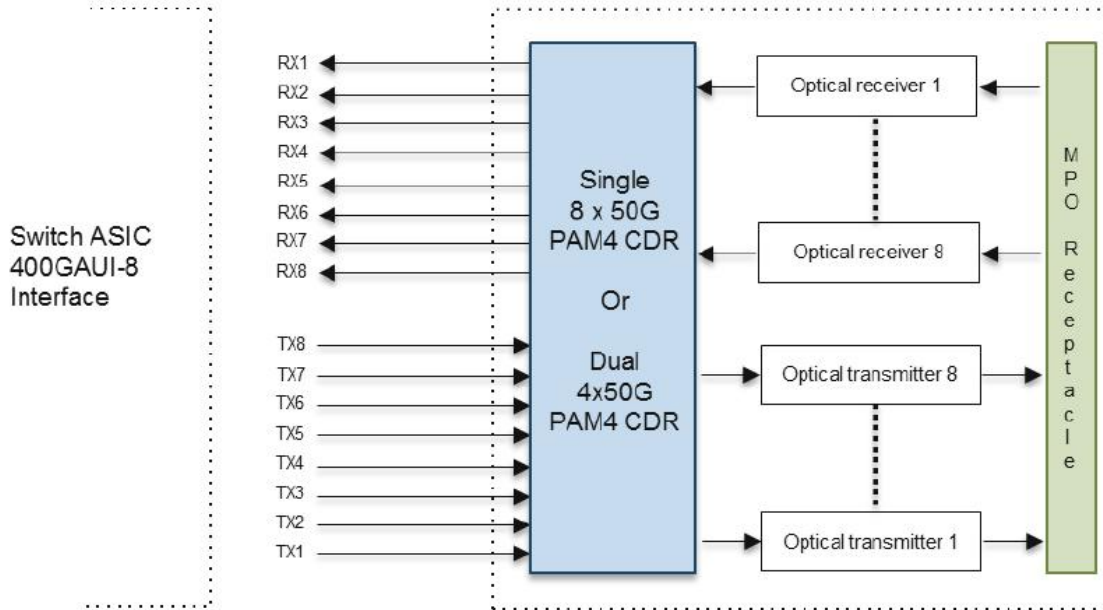 Switch ASIC
400GAUI-8
Interface
RX1
RX2
RX3
RX4
RX5
RX6
RX7
RX8
TX8
TX7
TX6
TX5
TX4
TX3
TX2
TX1
Single
8 x 50G
PAM4 CDR
Or
Dual
4x50G
PAM4 CDR
Optical receiver 1
Optical receiver 8
Optical transmitter 8
Optical transmitter 1
MPO Receptacle